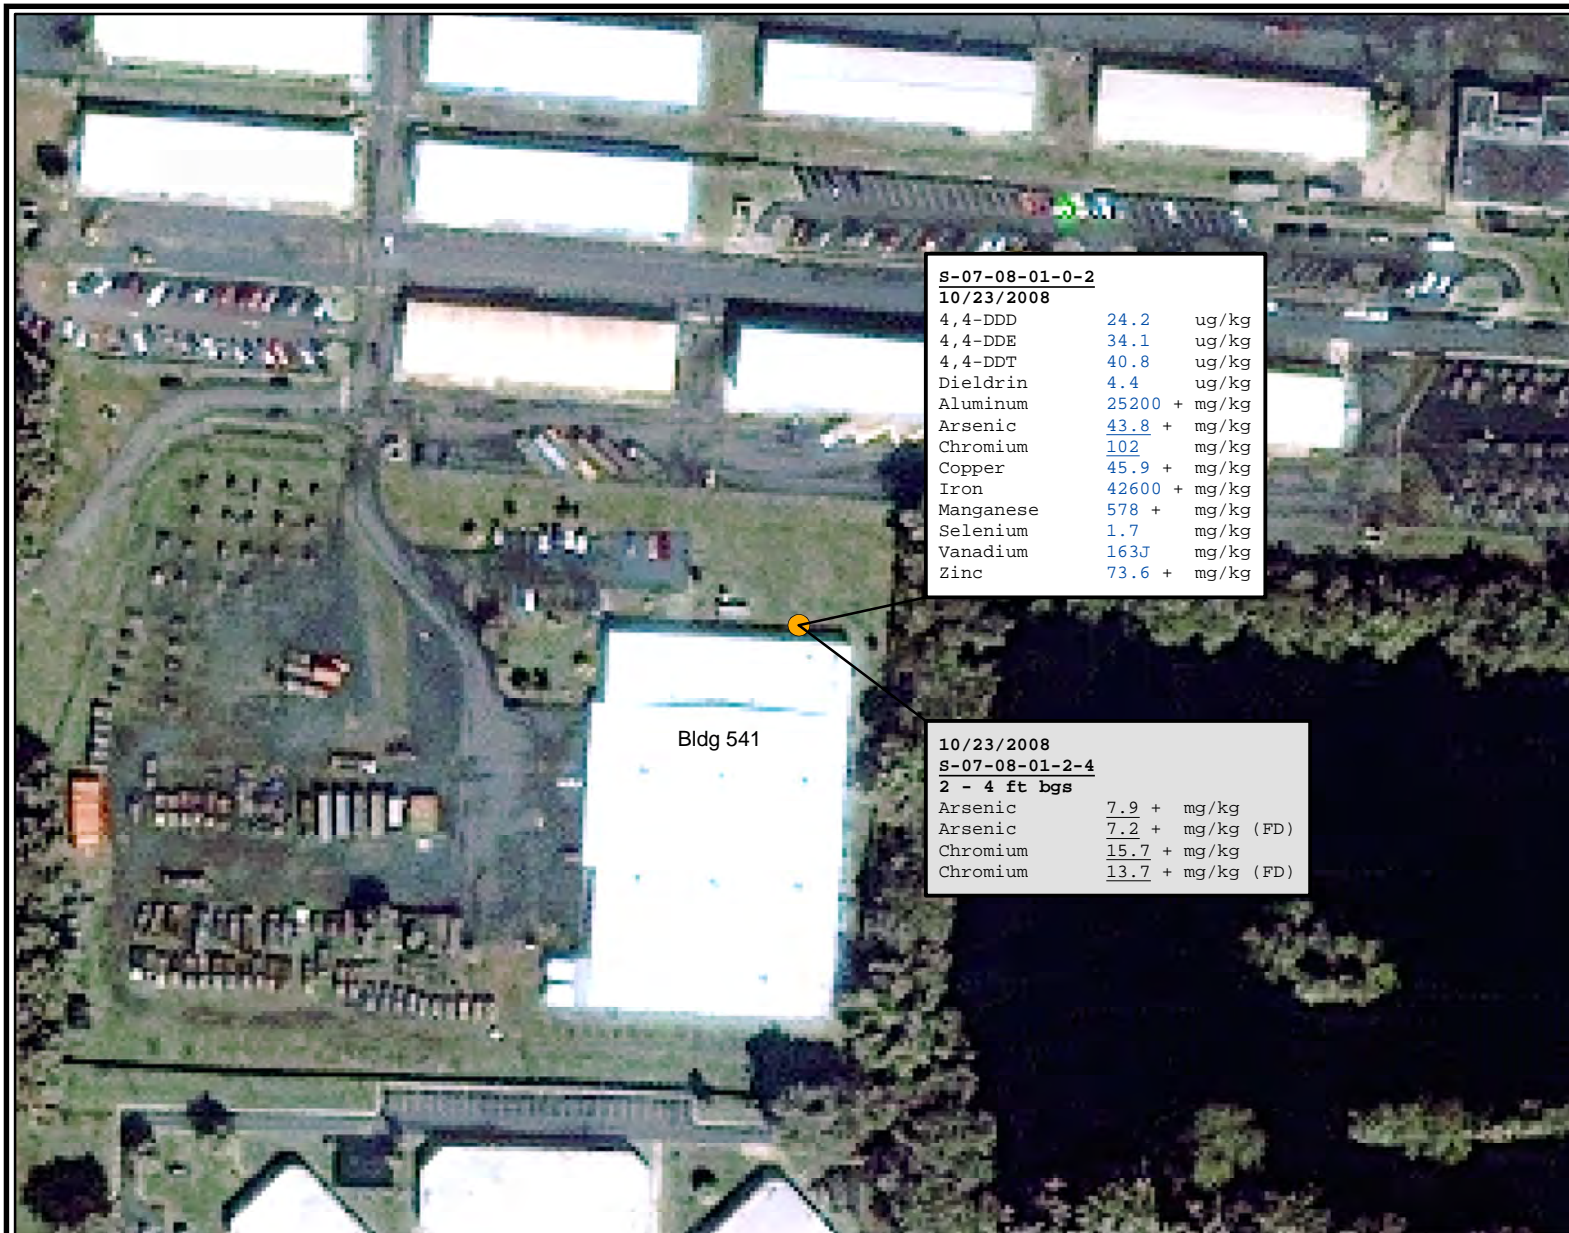 S-07-08-01-0-2
10/23/2008
4,4-DDD 24.2 ug/kg
4,4-DDE 34.1 ug/kg
4,4-DDT 40.8 ug/kg
Dieldrin 4.4 ug/kg
Aluminum 25200 + mg/kg
Arsenic 43.8 + mg/kg
Chromium 102 mg/kg
Copper 45.9 + mg/kg
Iron 42600 + mg/kg
Manganese 578 + mg/kg
Selenium 1.7 mg/kg
Vanadium 163J mg/kg
Zinc 73.6 + mg/kg
Bldg 541
10/23/2008
S-07-08-01-2-4
2 - 4 ft bgs
Arsenic 7.9 + mg/kg
Arsenic 7.2 + mg/kg (FD)
Chromium 15.7 + mg/kg
Chromium 13.7 + mg/kg (FD)